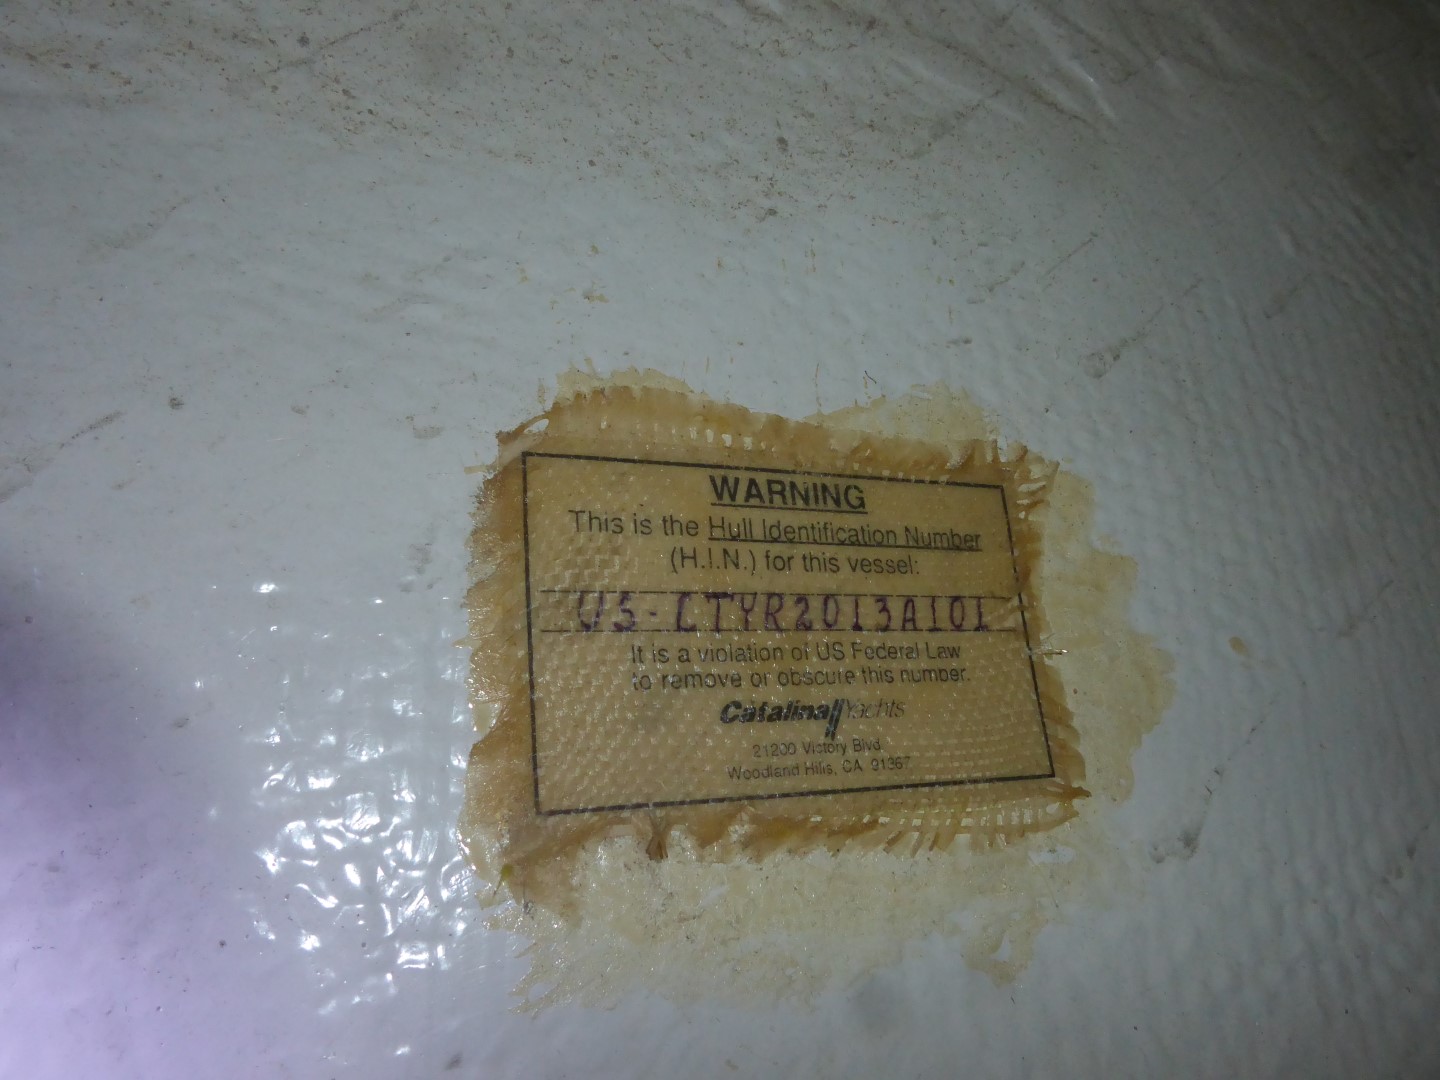 WARNING
This is the Hull Identification Number
(H.I.N.) for this vessel:
US-CTYR2013A101
It is a violation of US Federal Law
to remove or obscure this number.
Catalina Yachts
21200 Victory Blvd.
Woodland Hills, CA 91367